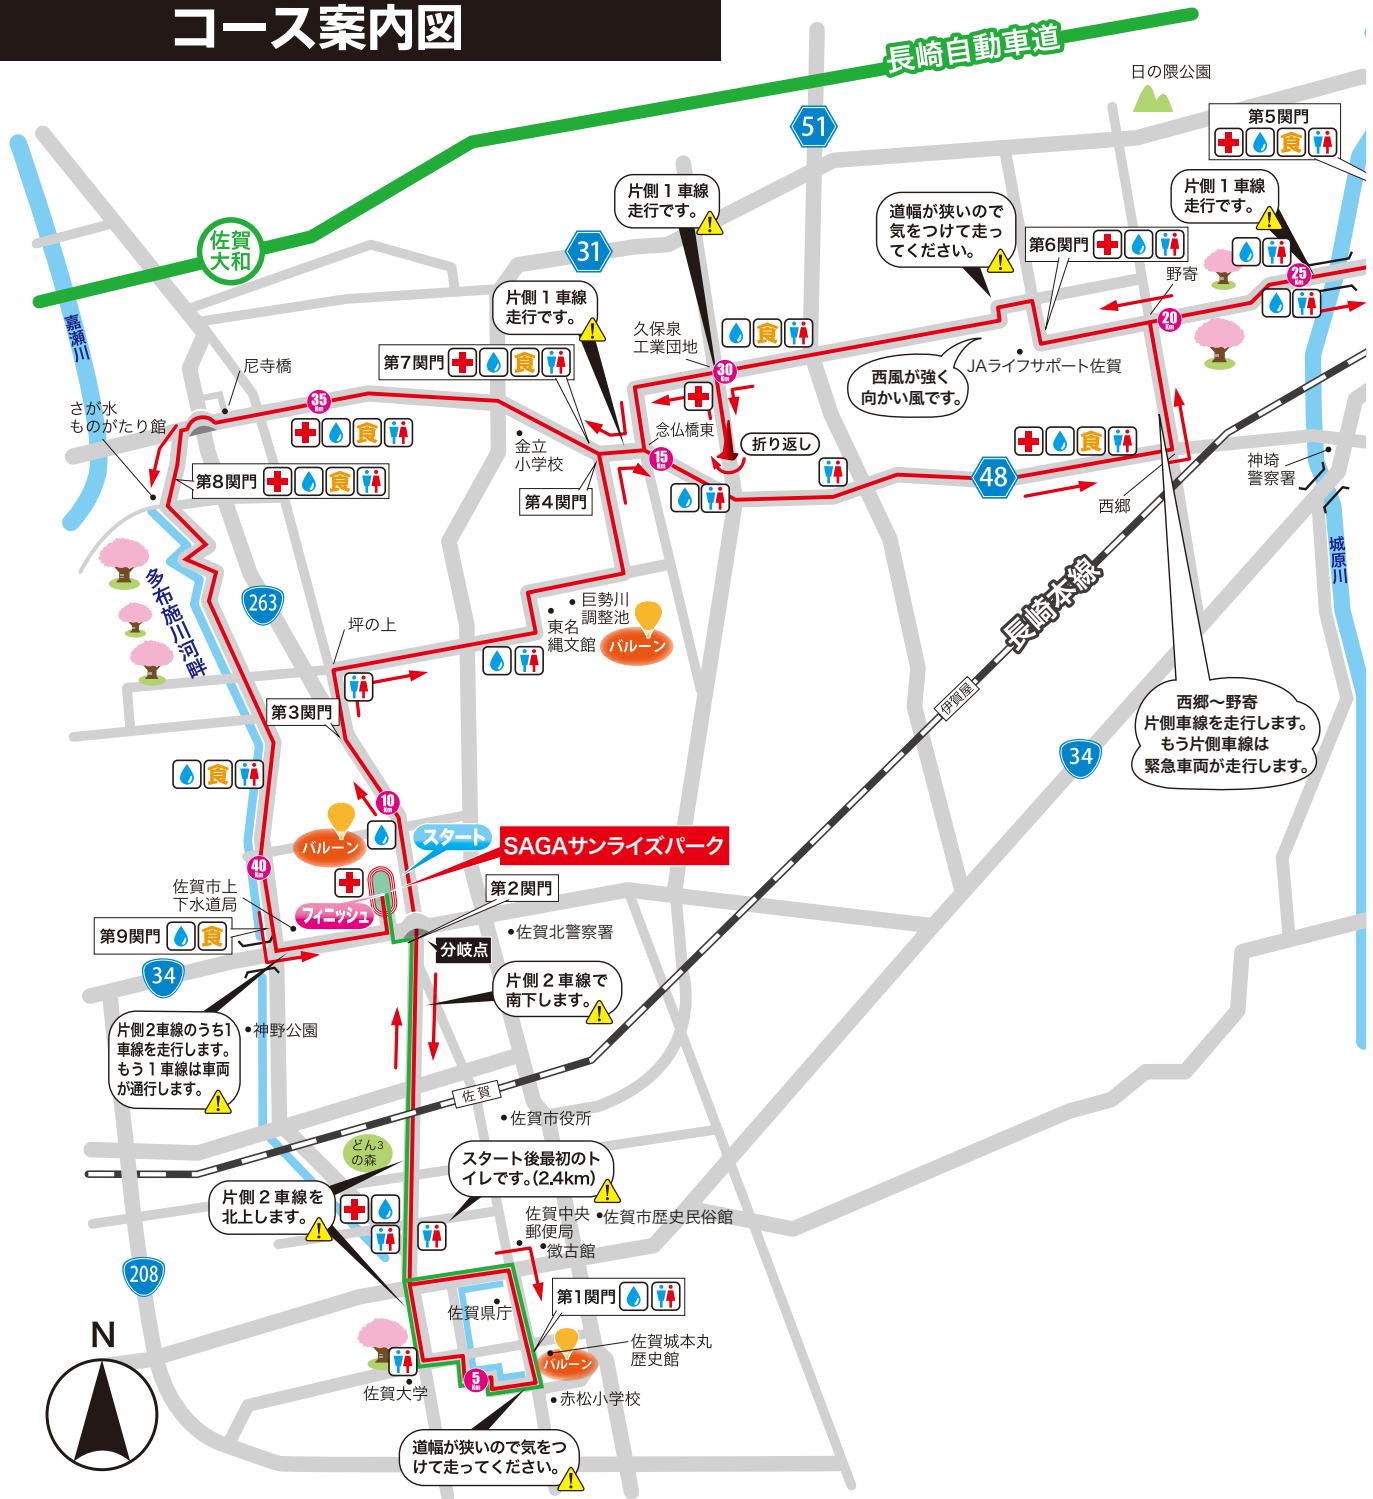 コース案内図
長崎自動車道
日の隈公園
51
第5関門
食
片側1車線
走行です。
片側1車線
走行です。
道幅が狭いので
気をつけて走っ
てください。
第6関門
野寄
25
Km
佐賀
大和
31
20
Km
嘉瀬川
片側1車線
走行です。
久保泉
工業団地
食
第7関門
食
尼寺橋
30
Km
西風が強く
向かい風です。
JAライフサポート佐賀
さが水
ものがたり館
35
Km
食
金立
小学校
念仏橋東
折り返し
15
Km
食
神埼
警察署
第8関門
食
第4関門
48
西郷
城原川
長崎本線
多布施川河畔
263
坪の上
巨勢川
調整池
東名
縄文館
バルーン
伊賀屋
第3関門
西郷～野寄
片側車線を走行します。
もう片側車線は
緊急車両が走行します。
34
食
10
Km
バルーン
スタート
SAGAサンライズパーク
40
Km
佐賀市上
下水道局
フィニッシュ
第2関門
第9関門
食
佐賀北警察署
分岐点
34
片側2車線で
南下します。
片側2車線のうち1
車線を走行します。
もう1車線は車両
が通行します。
神野公園
佐賀
佐賀市役所
どん3
の森
スタート後最初のト
イレです。(2.4km)
片側2車線を
北上します。
佐賀中央
郵便局
佐賀市歴史民俗館
徴古館
208
第1関門
佐賀県庁
N
佐賀城本丸
歴史館
バルーン
5
Km
佐賀大学
赤松小学校
道幅が狭いので気をつ
けて走ってください。